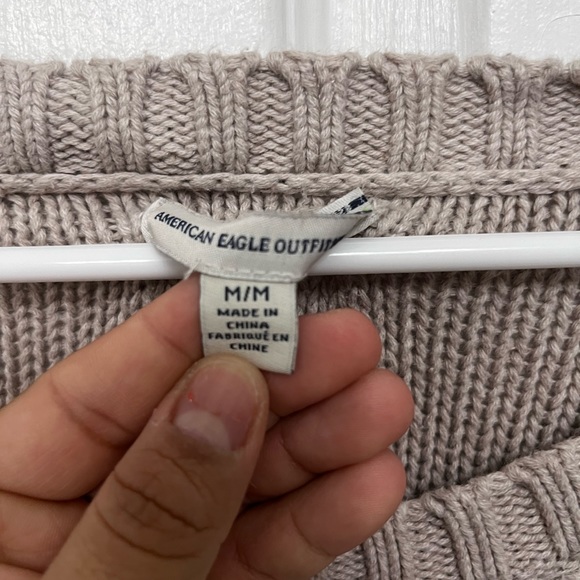 AMERICAN EAGLE OUTFIT
M/M
MADE IN
CHINA
FABRIQUÉ EN
CHINE